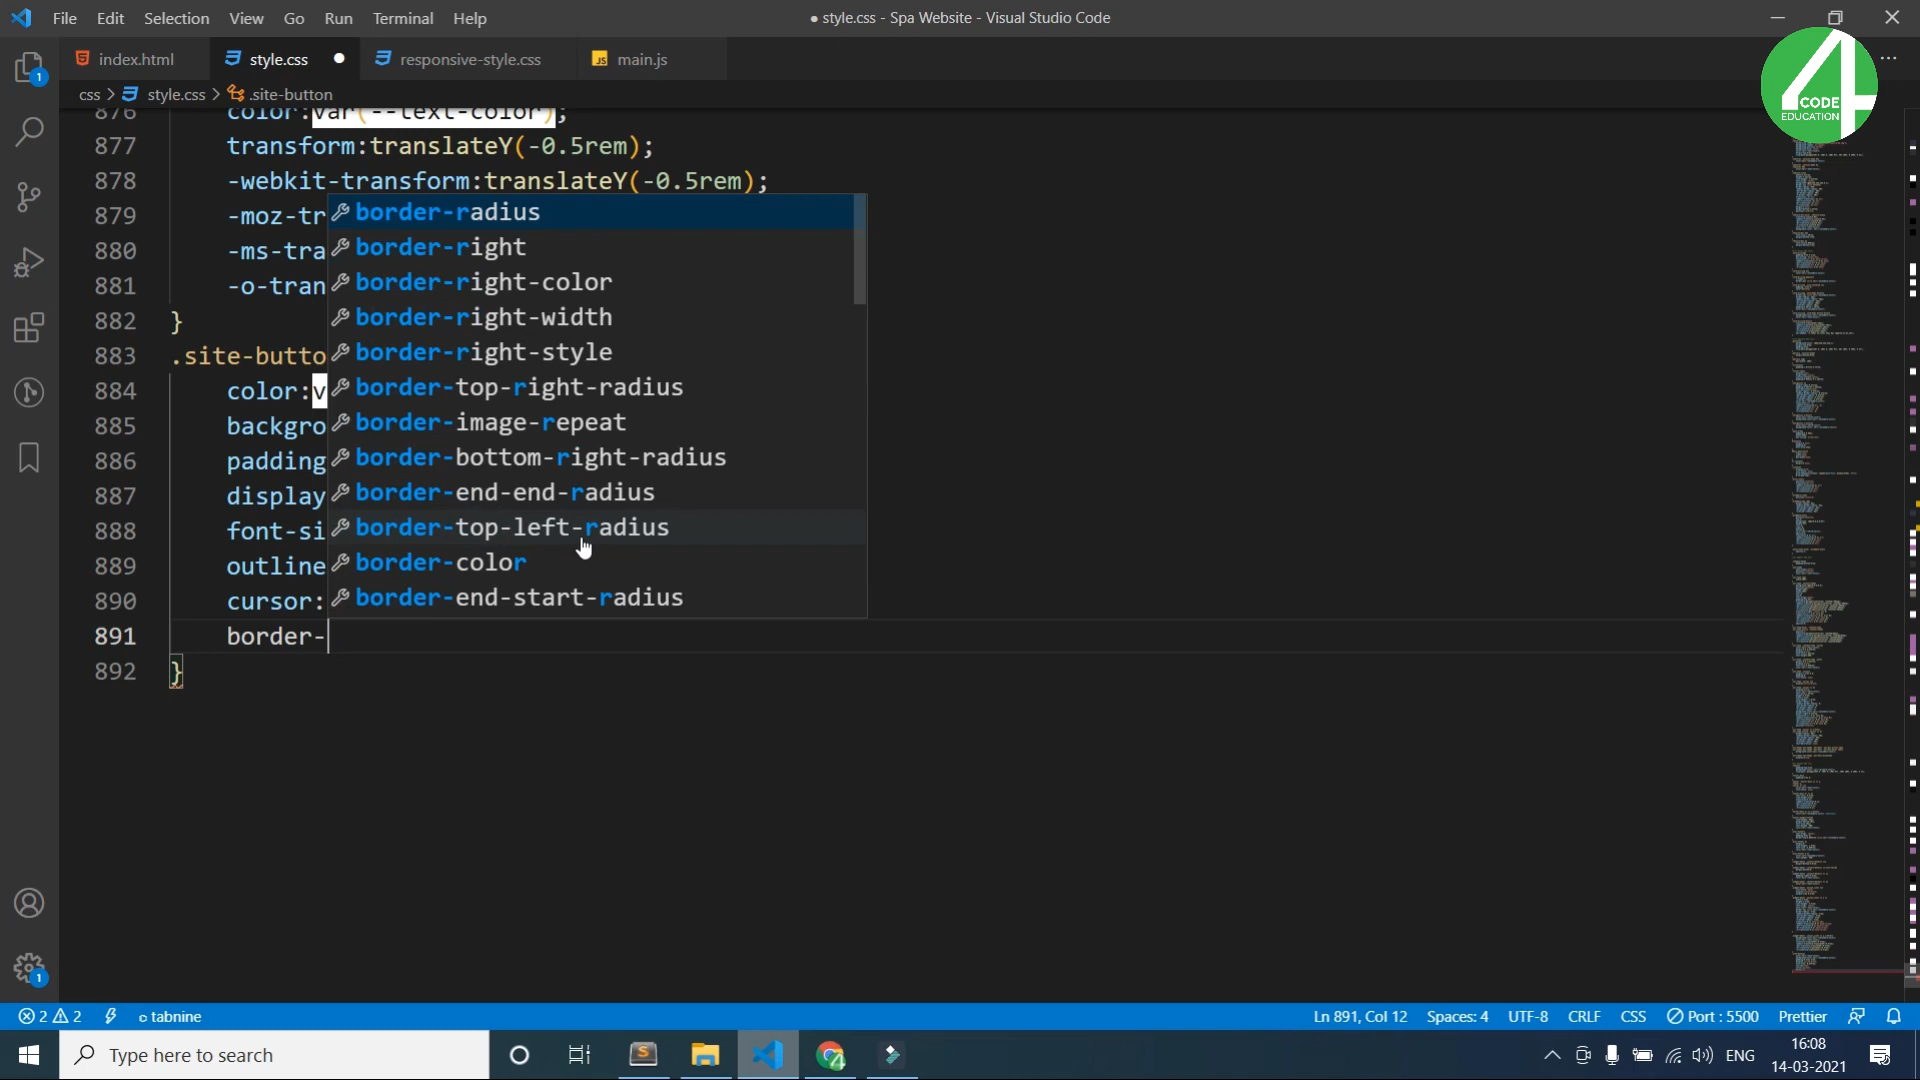 File Edit Selection View Go Run Terminal Help
● style.css - Spa Website - Visual Studio Code
index.html style.css responsive-style.css JS main.js
CODE
EDUCATION
4
css > style.css > .site-button
876 color:var(--text-color);
877 transform:translateY(-0.5rem);
878 -webkit-transform:translateY(-0.5rem);
879 -moz-tr
880 -ms-tra
881 -o-tran
882 }
883 .site-butto
884 color:v
885 backgro
886 padding
887 display
888 font-si
889 outline
890 cursor:
891 border-
892 }
border-radius
border-right
border-right-color
border-right-width
border-right-style
border-top-right-radius
border-image-repeat
border-bottom-right-radius
border-end-end-radius
border-top-left-radius
border-color
border-end-start-radius
1
1
2 2 tabnine Ln 891, Col 12 Spaces: 4 UTF-8 CRLF CSS Port : 5500 Prettier
Type here to search
ENG
16:08
14-03-2021